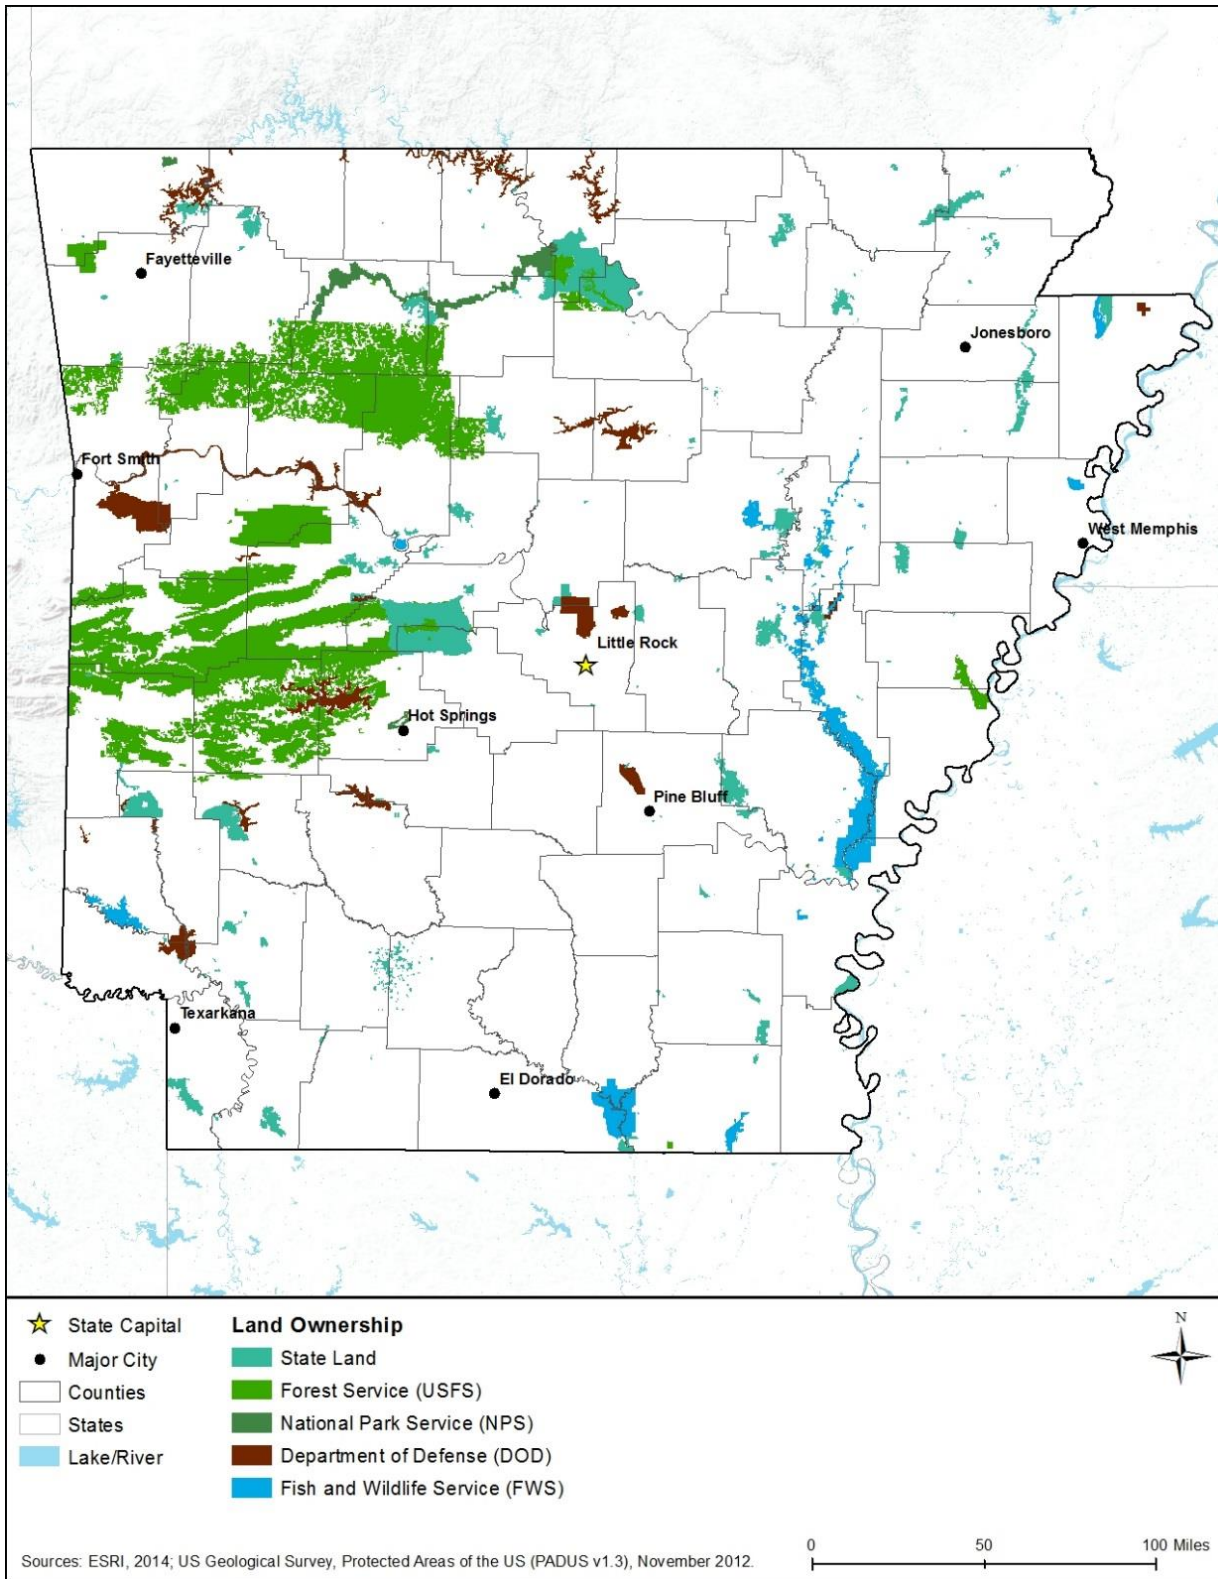 Fayetteville
Jonesboro
Fort Smith
West Memphis
Little Rock
Hot Springs
Pine Bluff
Texarkana
El Dorado
State Capital
Major City
Counties
States
Lake/River
Land Ownership
State Land
Forest Service (USFS)
National Park Service (NPS)
Department of Defense (DOD)
Fish and Wildlife Service (FWS)
N
0 50 100 Miles
Sources: ESRI, 2014; US Geological Survey, Protected Areas of the US (PADUS v1.3), November 2012.